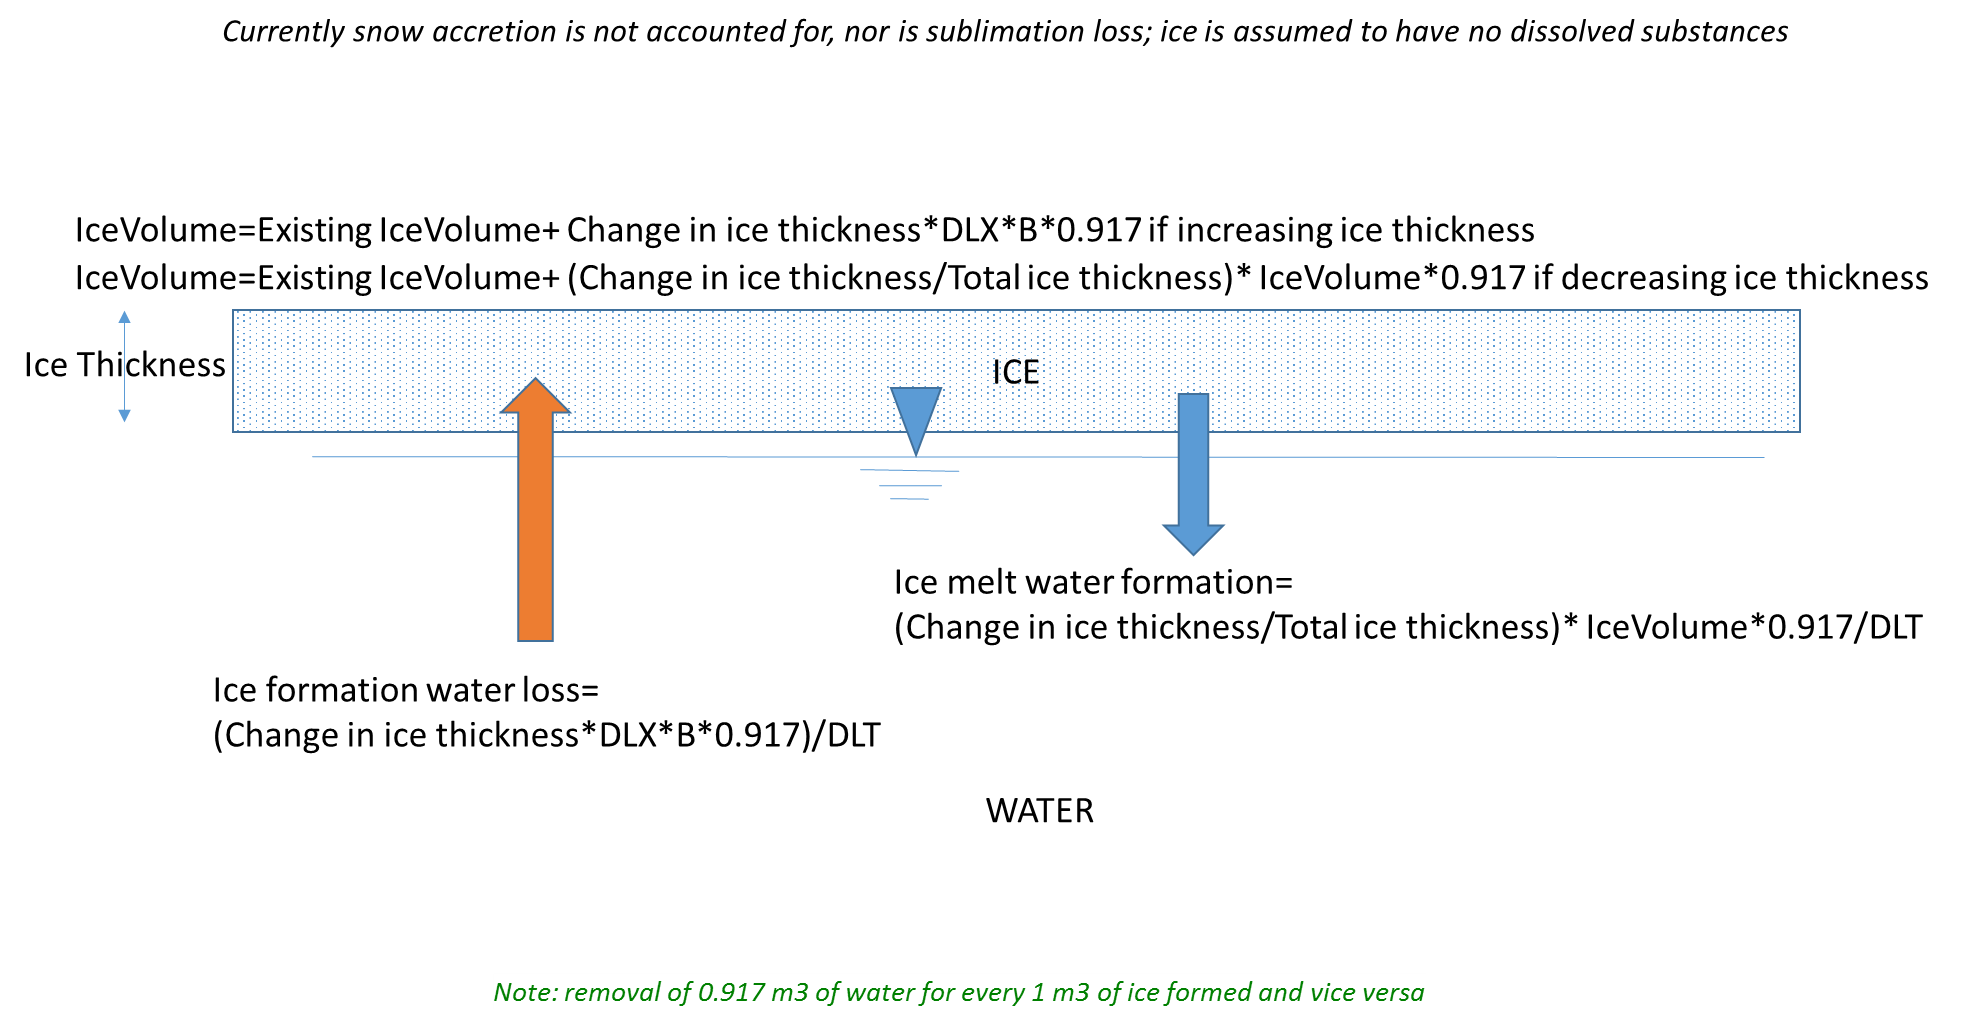 Currently snow accretion is not accounted for, nor is sublimation loss; ice is assumed to have no dissolved substances
IceVolume=Existing IceVolume+ Change in ice thickness*DLX*B*0.917 if increasing ice thickness
IceVolume=Existing IceVolume+ (Change in ice thickness/Total ice thickness)* IceVolume*0.917 if decreasing ice thickness
Ice Thickness
ICE
Ice melt water formation=
(Change in ice thickness/Total ice thickness)* IceVolume*0.917/DLT
Ice formation water loss=
(Change in ice thickness*DLX*B*0.917)/DLT
WATER
Note: removal of 0.917 m3 of water for every 1 m3 of ice formed and vice versa